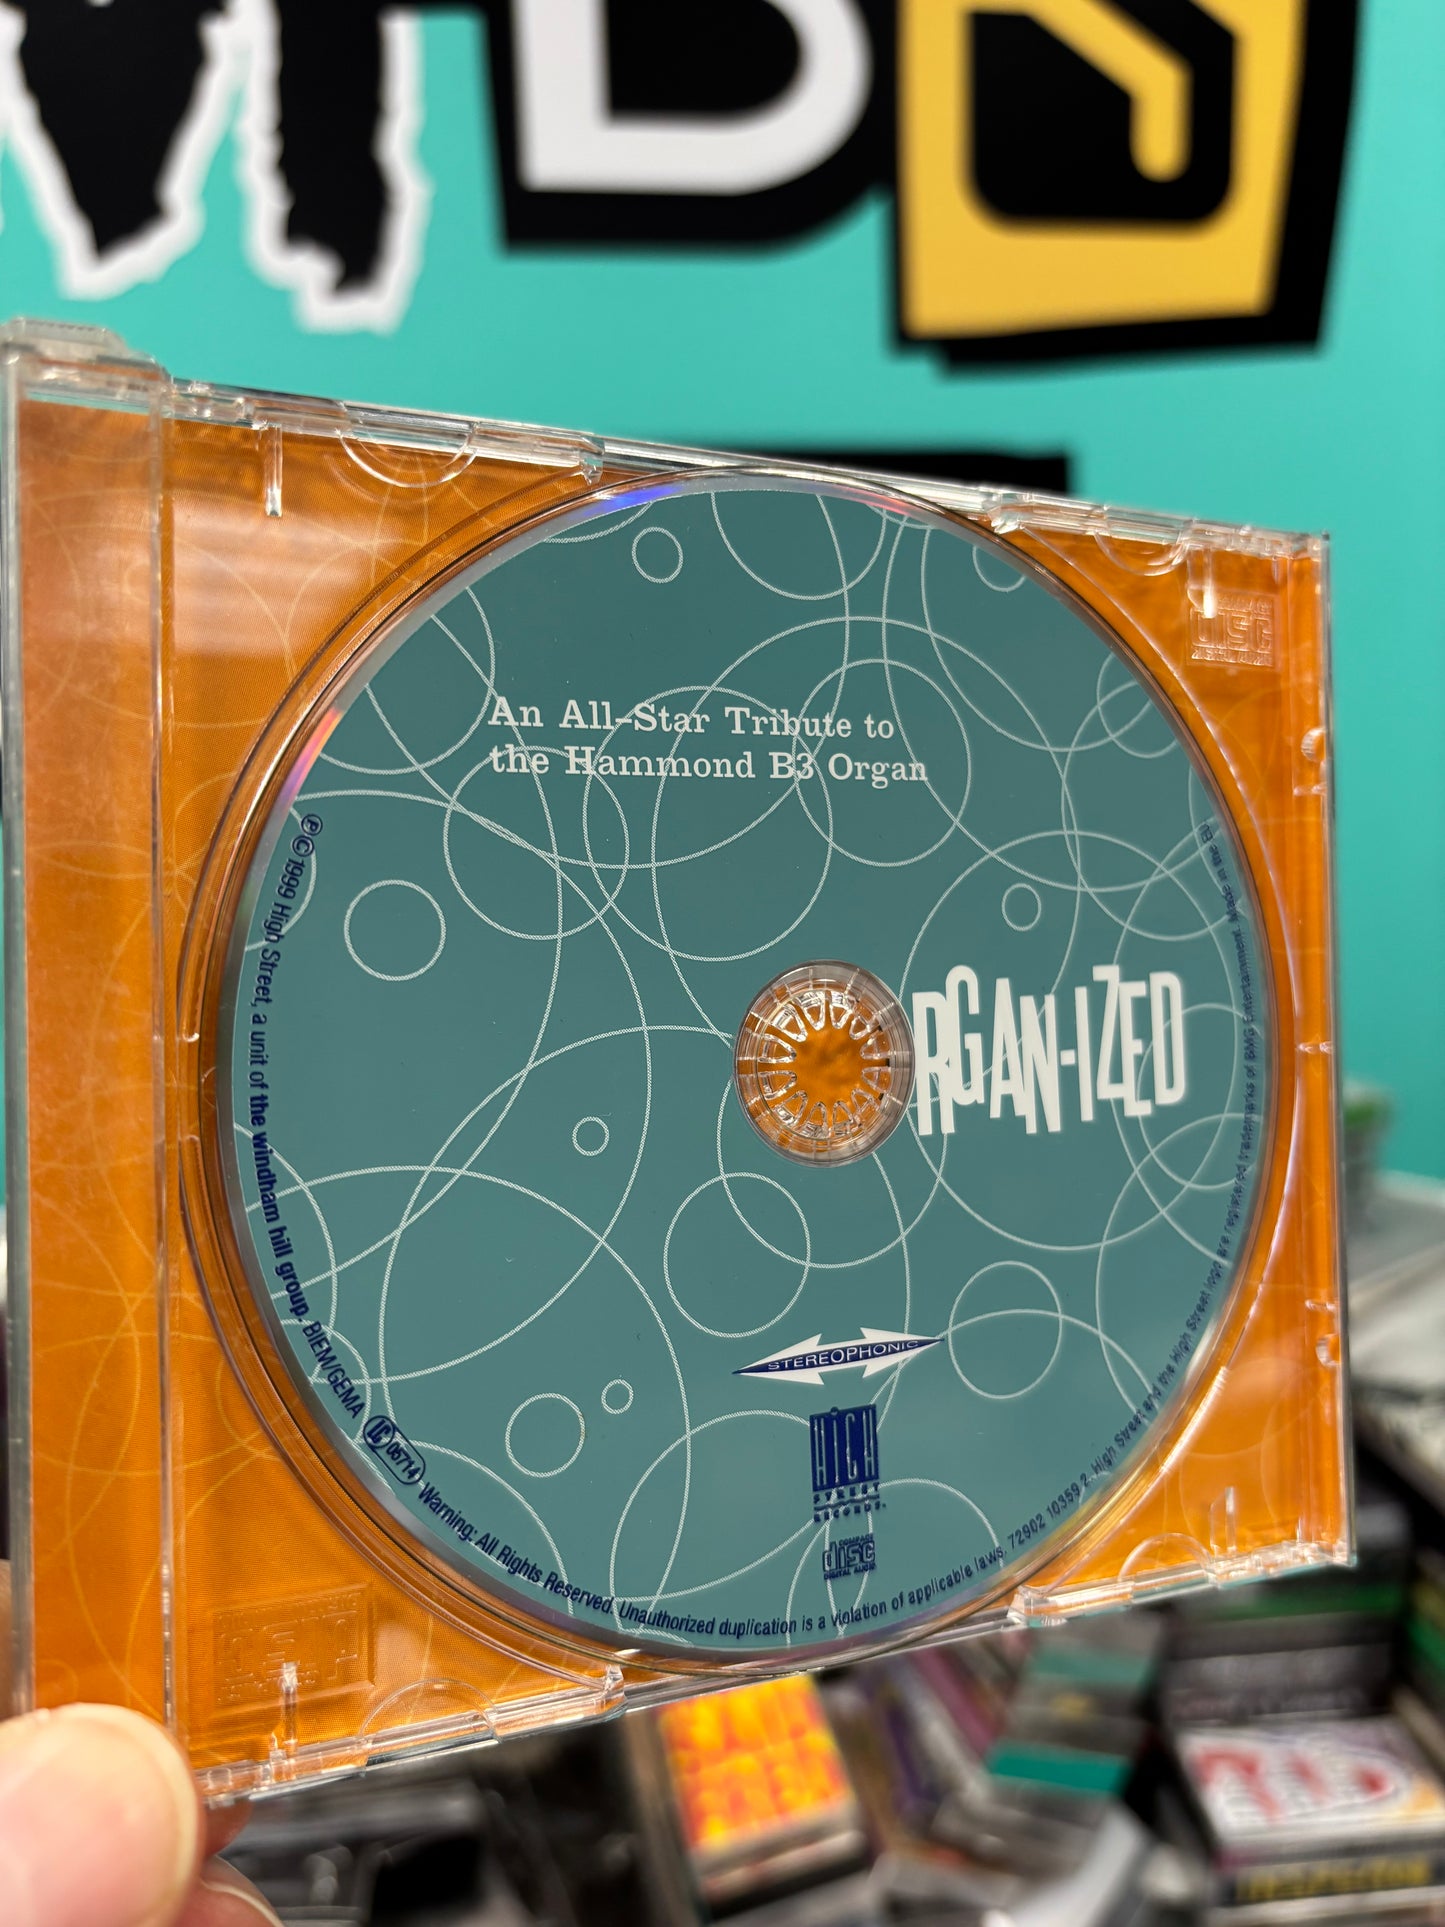 An All-Star Tribute to
the Hammond B3 Organ
RGAN-IZED
STEREOPHONIC
HIGH
STREET
RECORDS.
COMPACT
disc
DIGITAL AUDIO
℗© 1999 High Street, a unit of the windham hill group. BIEM/GEMA LC 05714 Warning: All Rights Reserved. Unauthorized duplication is a violation of applicable laws. 72902 10359 2. High Street and the High Street logo are registered trademarks of BMG Entertainment. Made in the EU